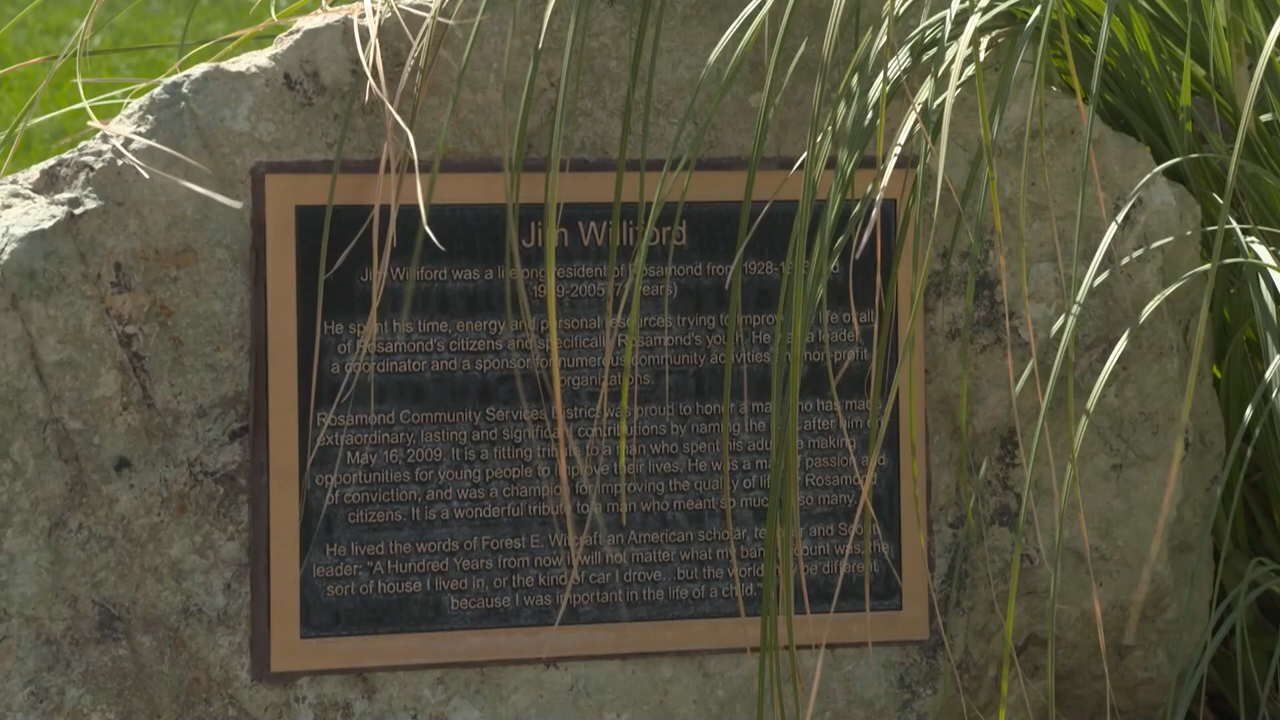 Jim Williford
Jim Williford was a lifelong resident of Rosamond from 1928-
-2005 years)
He spent his time, energy and personal resources trying to improve life of all
of Rosamond's citizens and specifically Rosamond's youth. He was a leader,
a coordinator and a sponsor for numerous community activities and non-profit
organizations.
Rosamond Community Services District was proud to honor a man who has made
extraordinary, lasting and significant contributions by naming the after him on
May 16, 2009. It is a fitting tribute to a man who spent his adult life making
opportunities for young people to improve their lives. He was a man of passion and
of conviction, and was a champion for improving the quality of life for Rosamond
citizens. It is a wonderful tribute to a man who meant so much to so many.
He lived the words of Forest E. Witcraft an American scholar, teacher and Scout
leader: "A Hundred Years from now it will not matter what my bank account was, the
sort of house I lived in, or the kind of car I drove...but the world may be different
because I was important in the life of a child."